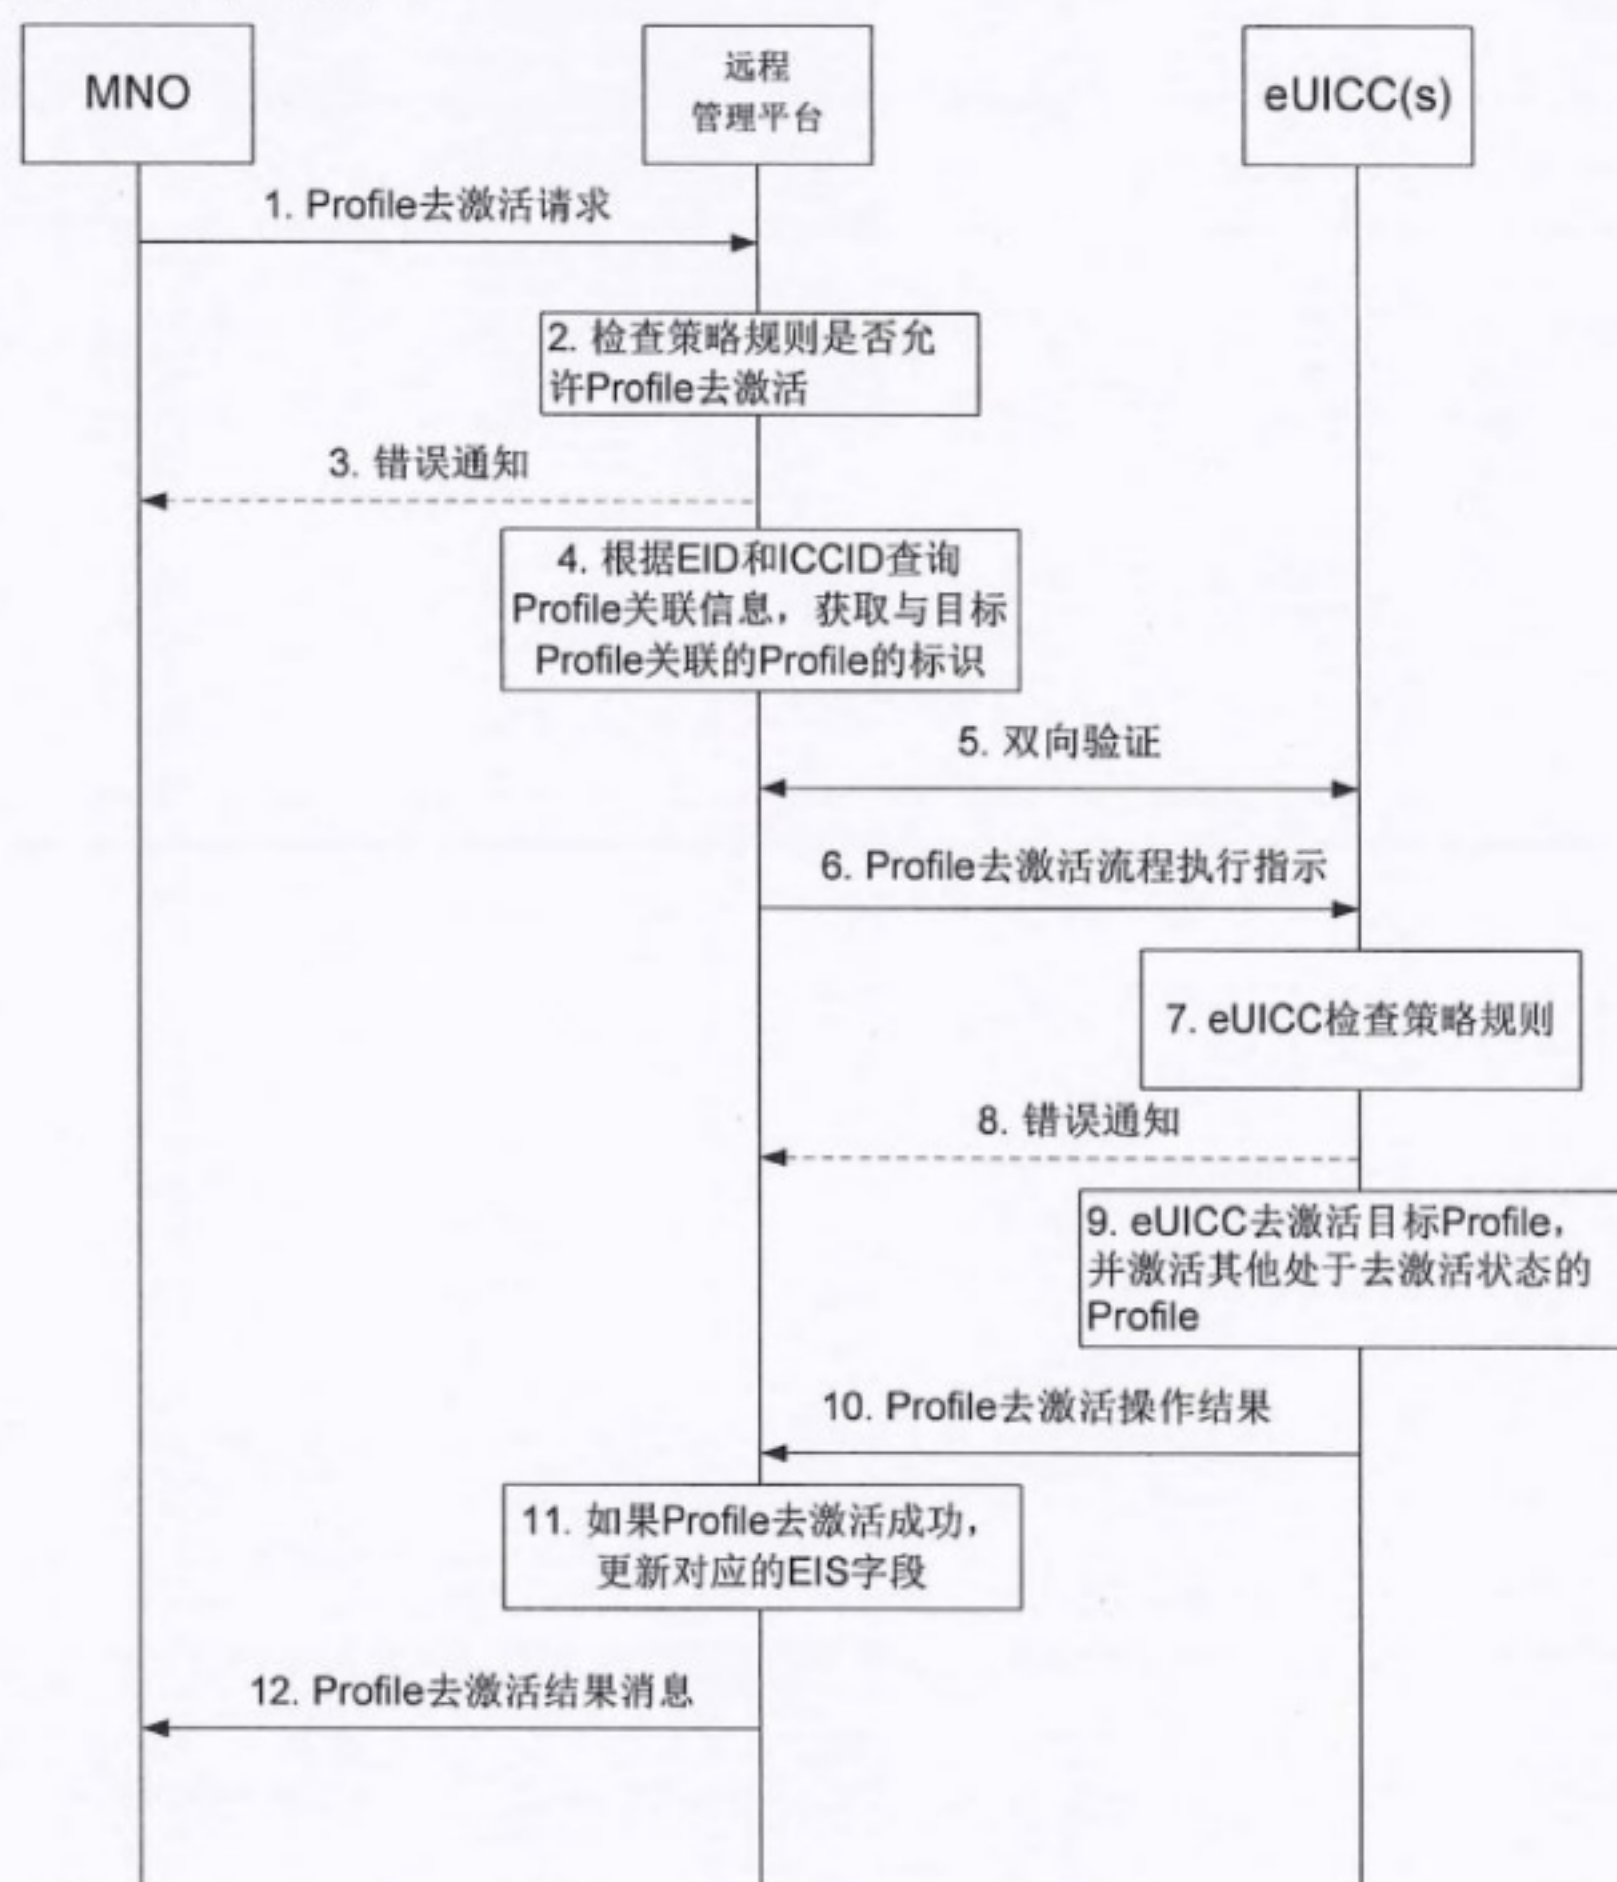 MNO
远程
管理平台
eUICC(s)
1. Profile去激活请求
2. 检查策略规则是否允
许Profile去激活
3. 错误通知
4. 根据EID和ICCID查询
Profile关联信息，获取与目标
Profile关联的Profile的标识
5. 双向验证
6. Profile去激活流程执行指示
7. eUICC检查策略规则
8. 错误通知
9. eUICC去激活目标Profile，
并激活其他处于去激活状态的
Profile
10. Profile去激活操作结果
11. 如果Profile去激活成功，
更新对应的EIS字段
12. Profile去激活结果消息